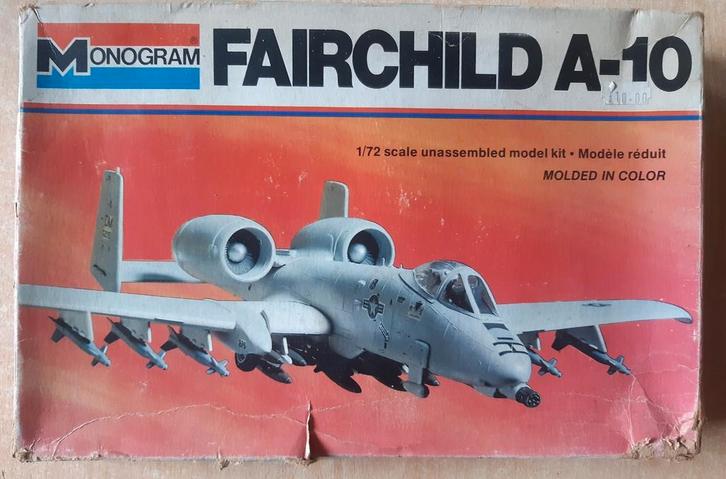 MONOGRAM®
FAIRCHILD A-10
1/72 scale unassembled model kit • Modèle réduit
MOLDED IN COLOR